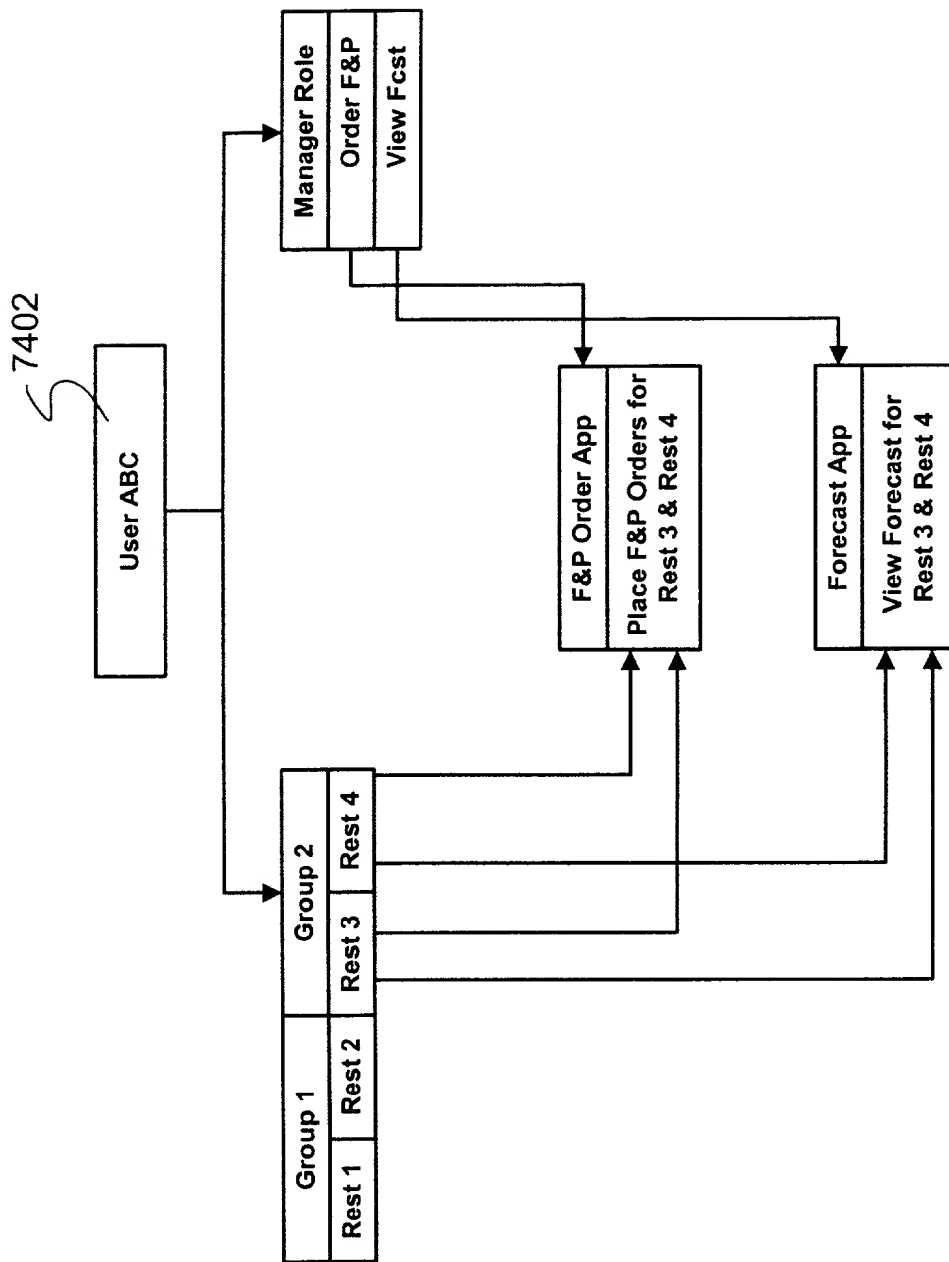 7402
User ABC
Group 1
Group 2
Rest 1
Rest 2
Rest 3
Rest 4
Manager Role
Order F&P
View Fcst
F&P Order App
Place F&P Orders for
Rest 3 & Rest 4
Forecast App
View Forecast for
Rest 3 & Rest 4